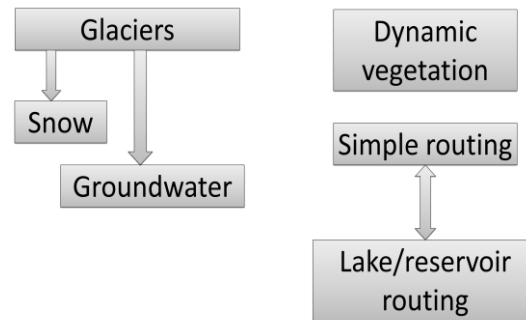 Glaciers
Snow
Groundwater
Dynamic
vegetation
Simple routing
Lake/reservoir
routing